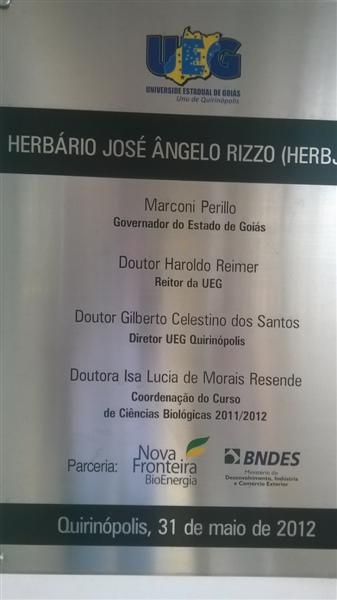 UEG
UNIVERSIDE ESTADUAL DE GOIÁS
Unu de Quirinópolis
HERBÁRIO JOSÉ ÂNGELO RIZZO (HERBJ
Marconi Perillo
Governador do Estado de Goiás
Doutor Haroldo Reimer
Reitor da UEG
Doutor Gilberto Celestino dos Santos
Diretor UEG Quirinópolis
Doutora Isa Lucia de Morais Resende
Coordenação do Curso
de Ciências Biológicas 2011/2012
Parceria:
Nova
Fronteira
BioEnergia
BNDES
Ministério do
Desenvolvimento, Indústria
e Comércio Exterior
Quirinópolis, 31 de maio de 2012